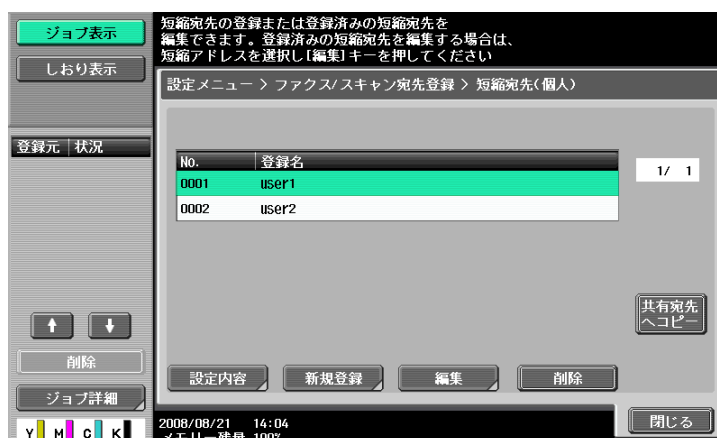 ジョブ表示
しおり表示
登録元 状況
削除
ジョブ詳細
Y M C K
短縮宛先の登録または登録済みの短縮宛先を
編集できます。登録済みの短縮宛先を編集する場合は、
短縮アドレスを選択し[編集]キーを押してください
設定メニュー > ファクス/スキャン宛先登録 > 短縮宛先(個人)
No. 登録名
0001 user1
0002 user2
1/ 1
共有宛先
へコピー
設定内容 新規登録 編集 削除
2008/08/21 14:04
メモリー残量 100%
閉じる